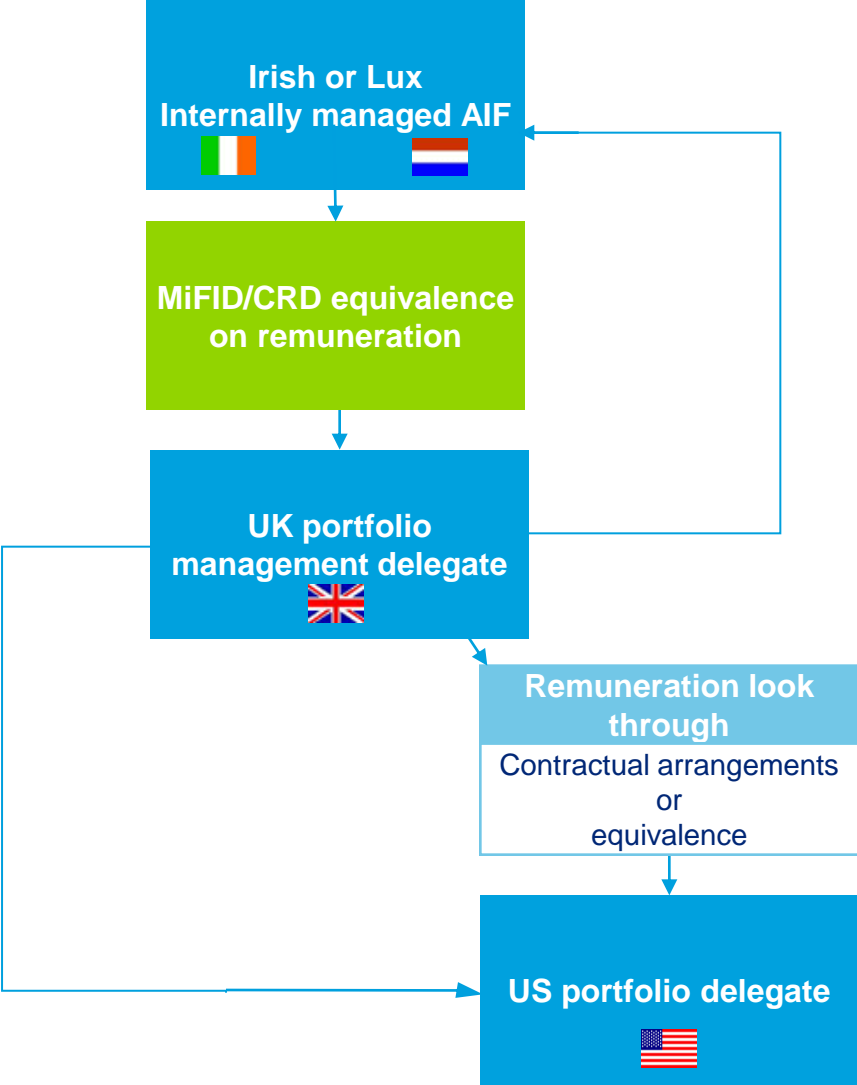 Irish or Lux
Internally managed AIF
MiFID/CRD equivalence
on remuneration
UK portfolio
management delegate
Remuneration look
through
Contractual arrangements
or
equivalence
US portfolio delegate